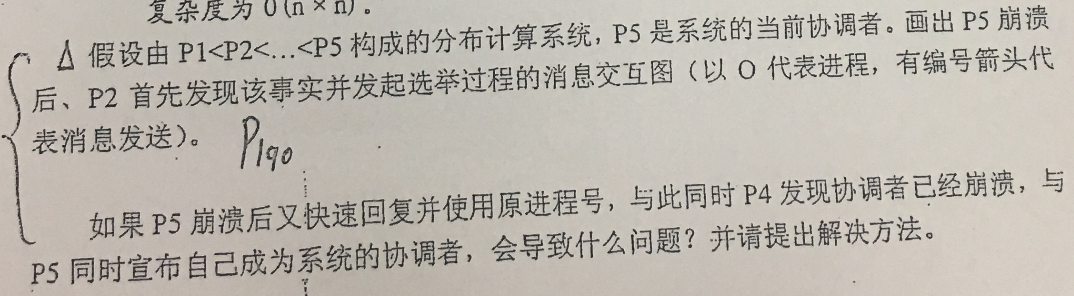 复杂度为 O(n × n)。
Δ 假设由 P1<P2<...<P5 构成的分布计算系统，P5 是系统的当前协调者。画出 P5 崩溃
后、P2 首先发现该事实并发起选举过程的消息交互图（以 O 代表进程，有编号箭头代
表消息发送）。
P190
如果 P5 崩溃后又快速回复并使用原进程号，与此同时 P4 发现协调者已经崩溃，与
P5 同时宣布自己成为系统的协调者，会导致什么问题？并请提出解决方法。